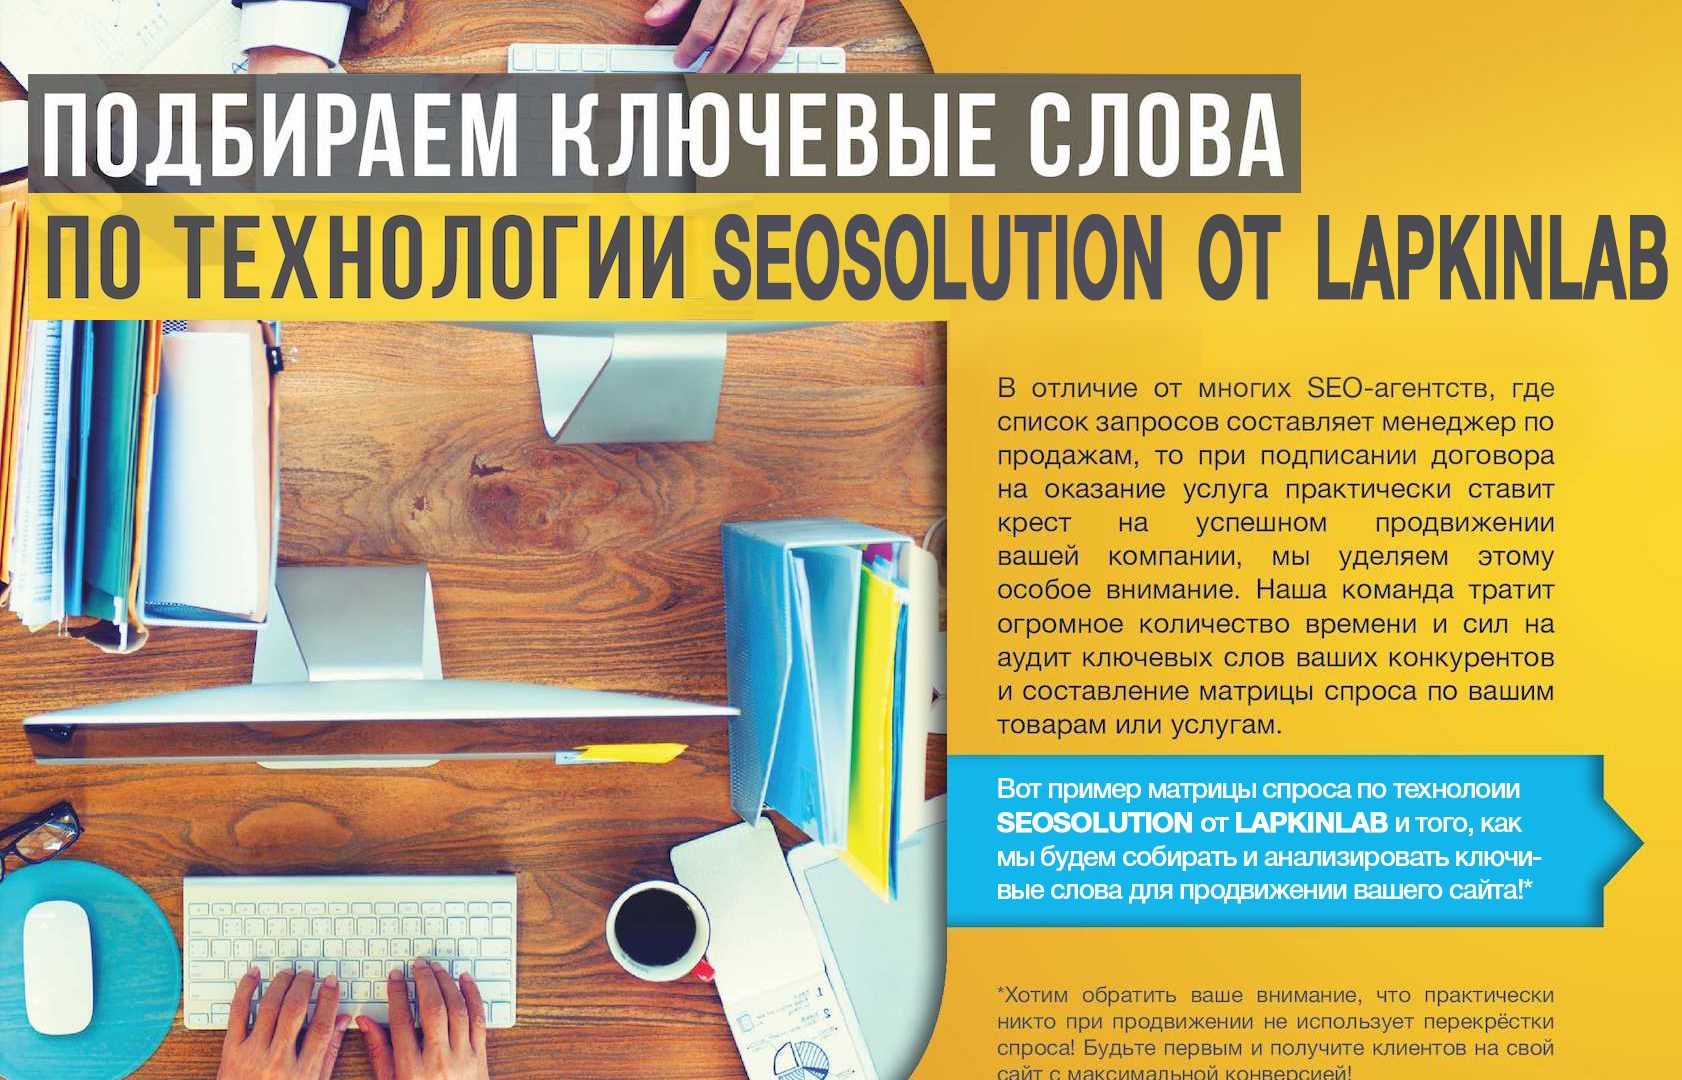 ПОДБИРАЕМ КЛЮЧЕВЫЕ СЛОВА
ПО ТЕХНОЛОГИИ SEOSOLUTION ОТ LAPKINLAB
В отличие от многих SEO-агентств, где
список запросов составляет менеджер по
продажам, то при подписании договора
на оказание услуга практически ставит
крест на успешном продвижении
вашей компании, мы уделяем этому
особое внимание. Наша команда тратит
огромное количество времени и сил на
аудит ключевых слов ваших конкурентов
и составление матрицы спроса по вашим
товарам или услугам.
Вот пример матрицы спроса по технолоии
SEOSOLUTION от LAPKINLAB и того, как
мы будем собирать и анализировать ключи-
вые слова для продвижении вашего сайта!*
*Хотим обратить ваше внимание, что практически
никто при продвижении не использует перекрёстки
спроса! Будьте первым и получите клиентов на свой
сайт с максимальной конверсией!